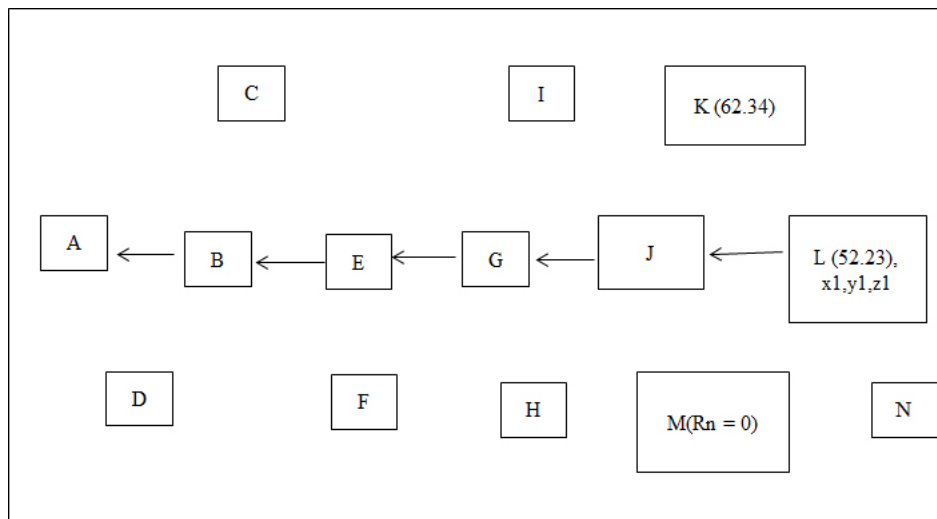 C
I
K (62.34)
A
B
E
G
J
L (52.23),
x1,y1,z1
D
F
H
M(Rn = 0)
N